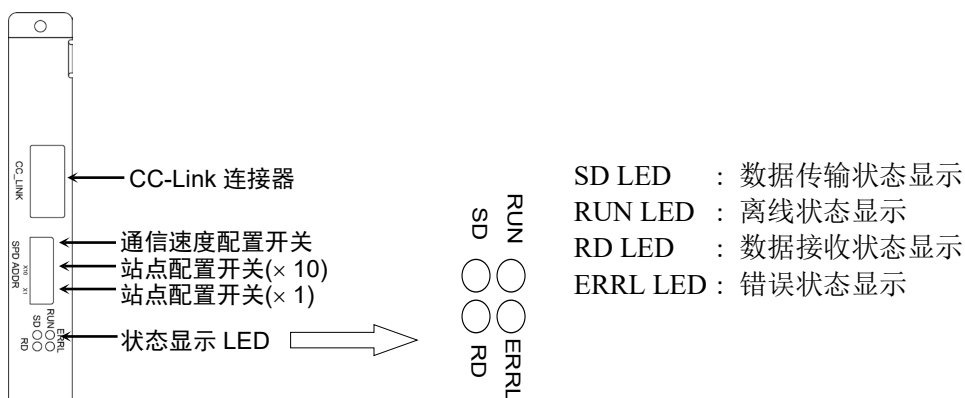 CC_LINK
CC-Link 连接器
SPD.ADDR
X10
X1
通信速度配置开关
站点配置开关(× 10)
站点配置开关(× 1)
RUN ERRL
SD RD
状态显示 LED
SD RUN
RD ERRL
SD LED : 数据传输状态显示
RUN LED : 离线状态显示
RD LED : 数据接收状态显示
ERRL LED : 错误状态显示